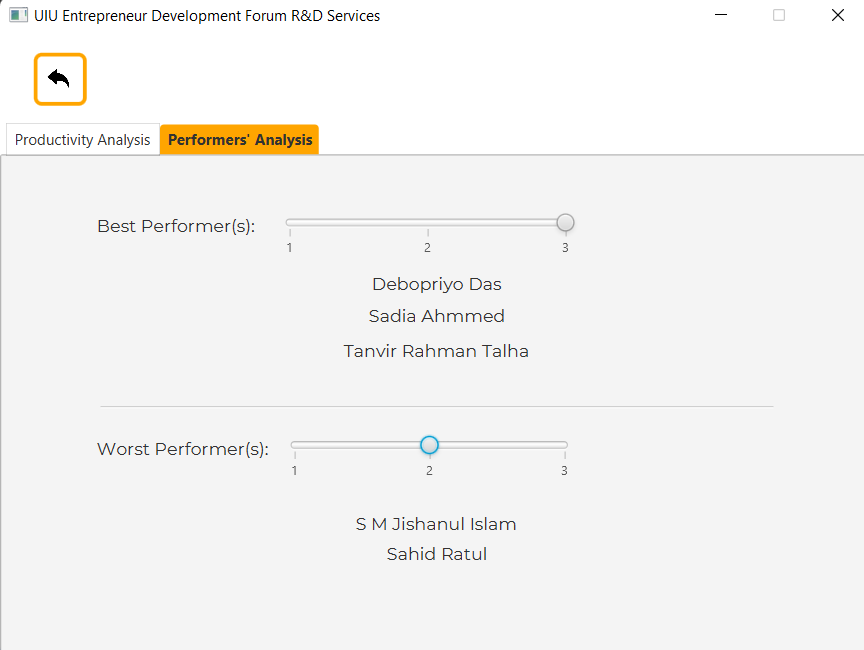 UIU Entrepreneur Development Forum R&D Services
Productivity Analysis Performers' Analysis
Best Performer(s):
1 2 3
Debopriyo Das
Sadia Ahmmed
Tanvir Rahman Talha
Worst Performer(s):
1 2 3
S M Jishanul Islam
Sahid Ratul